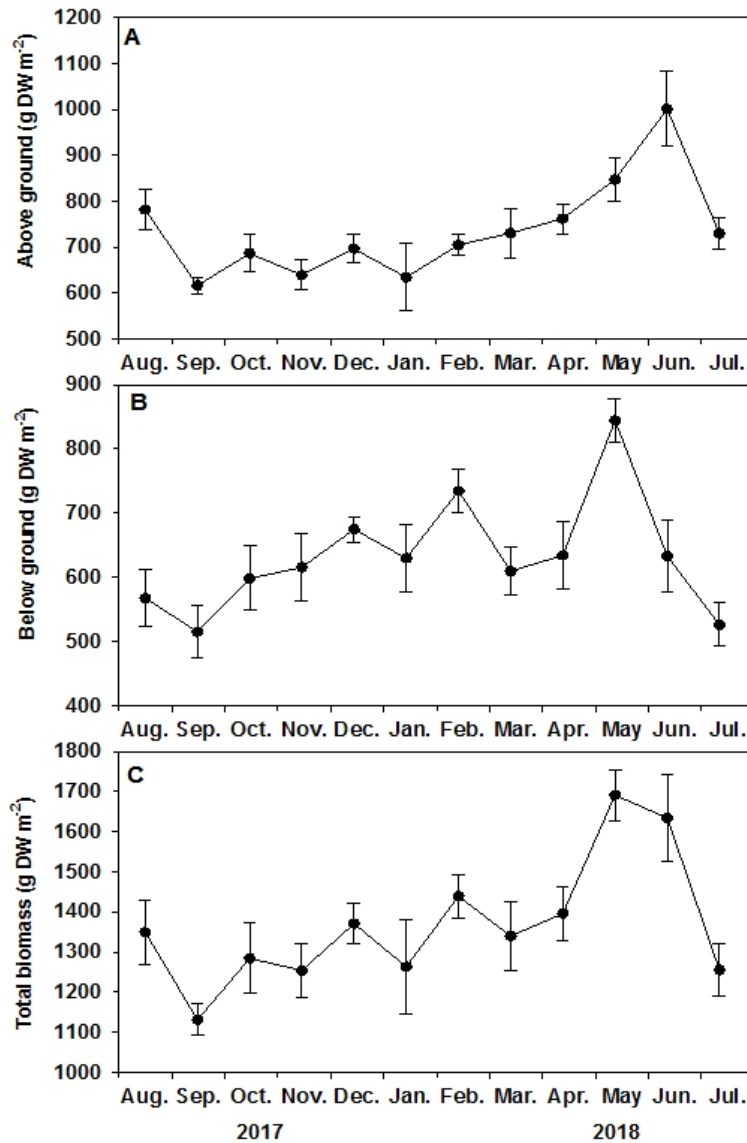 A
Above ground (g DW m-2)
1200
1100
1000
900
800
700
600
500
Aug. Sep. Oct. Nov. Dec. Jan. Feb. Mar. Apr. May Jun. Jul.
B
Below ground (g DW m-2)
900
800
700
600
500
400
Aug. Sep. Oct. Nov. Dec. Jan. Feb. Mar. Apr. May Jun. Jul.
C
Total biomass (g DW m-2)
1800
1700
1600
1500
1400
1300
1200
1100
1000
Aug. Sep. Oct. Nov. Dec. Jan. Feb. Mar. Apr. May Jun. Jul.
2017 2018